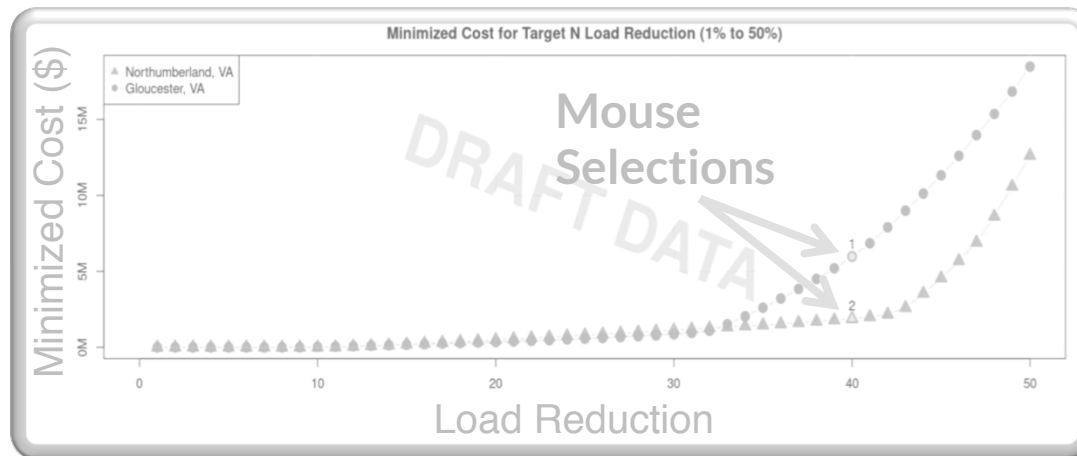 Minimized Cost for Target N Load Reduction (1% to 50%)
Northumberland, VA
Gloucester, VA
Mouse
Selections
DRAFT DATA
Minimized Cost ($)
15M
10M
5M
0M
1
2
0 10 20 30 40 50
Load Reduction